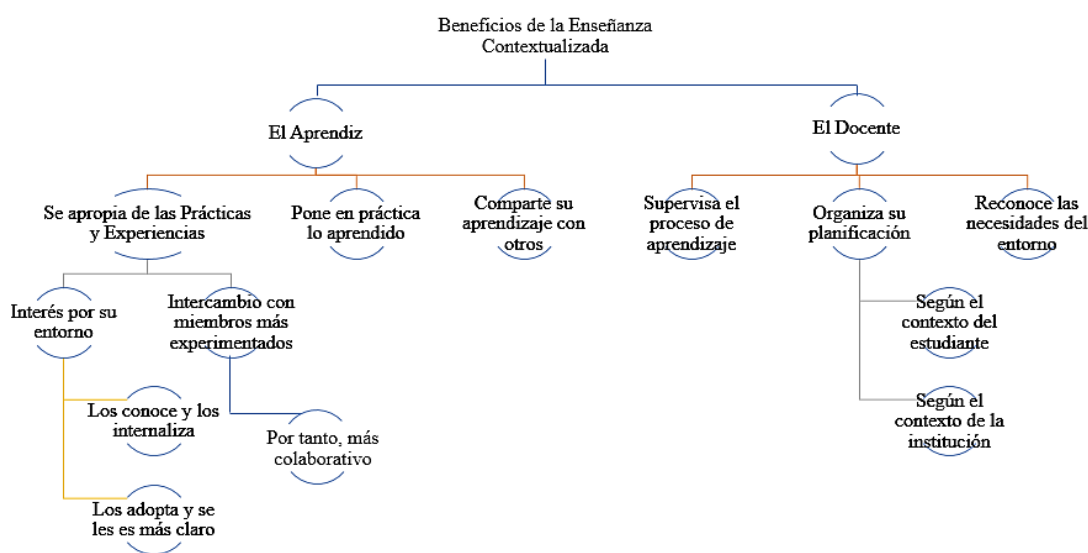 Beneficios de la Enseñanza
Contextualizada
El Aprendiz
El Docente
Se apropia de las Prácticas
y Experiencias
Pone en práctica
lo aprendido
Comparte su
aprendizaje con
otros
Supervisa el
proceso de
aprendizaje
Organiza su
planificación
Reconoce las
necesidades del
entorno
Interés por su
entorno
Intercambio con
miembros más
experimentados
Según el
contexto del
estudiante
Los conoce y los
internaliza
Por tanto, más
colaborativo
Según el
contexto de la
institución
Los adopta y se
les es más claro